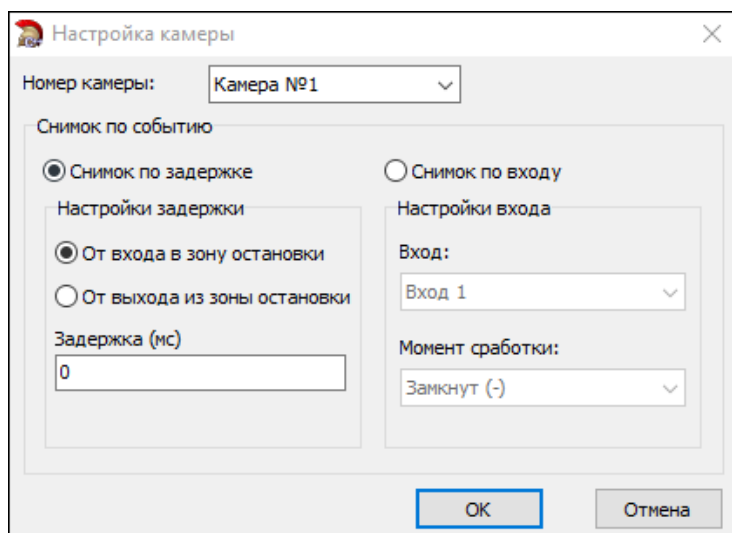 Настройка камеры
Номер камеры: Камера №1
Снимок по событию
Снимок по задержке
Снимок по входу
Настройки задержки
От входа в зону остановки
От выхода из зоны остановки
Задержка (мс)
0
Настройки входа
Вход:
Вход 1
Момент сработки:
Замкнут (-)
OK
Отмена